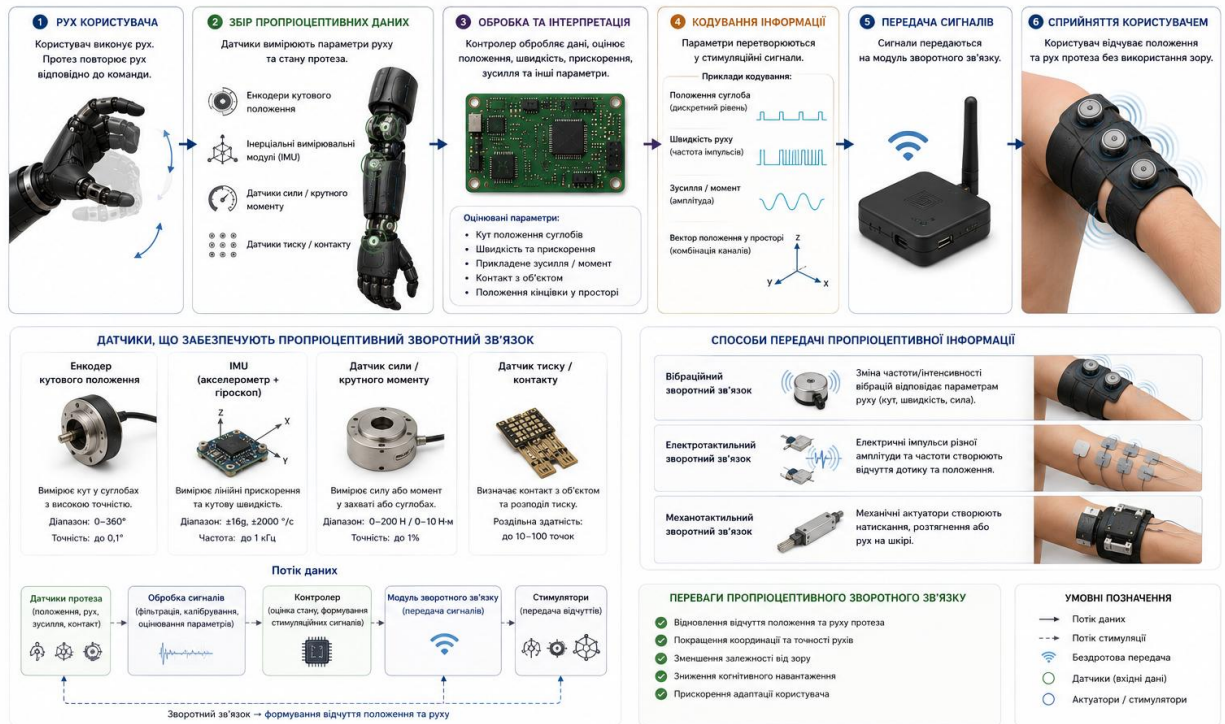 1 РУХ КОРИСТУВАЧА
Користувач виконує рух.
Протез повторює рух
відповідно до команди.
2 ЗБІР ПРОПРІОЦЕПТИВНИХ ДАНИХ
Датчики вимірюють параметри руху
та стану протеза.
Енкодери кутового
положення
Інерціальні вимірювальні
модулі (IMU)
Датчики сили / крутного
моменту
Датчики тиску / контакту
3 ОБРОБКА ТА ІНТЕРПРЕТАЦІЯ
Контролер обробляє дані, оцінює
положення, швидкість, прискорення,
зусилля та інші параметри.
Оцінювані параметри:
• Кут положення суглобів
• Швидкість та прискорення
• Прикладене зусилля / момент
• Контакт з об'єктом
• Положення кінцівки у просторі
4 КОДУВАННЯ ІНФОРМАЦІЇ
Параметри перетворюються
у стимуляційні сигнали.
Приклади кодування:
Положення суглоба
(дискретний рівень)
Швидкість руху
(частота імпульсів)
Зусилля / момент
(амплітуда)
Вектор положення у просторі
(комбінація каналів)
Z
Y
X
5 ПЕРЕДАЧА СИГНАЛІВ
Сигнали передаються
на модуль зворотного зв'язку.
6 СПРИЙНЯТТЯ КОРИСТУВАЧЕМ
Користувач відчуває положення
та рух протеза без використання зору.
ДАТЧИКИ, ЩО ЗАБЕЗПЕЧУЮТЬ ПРОПРІОЦЕПТИВНИЙ ЗВОРОТНИЙ ЗВ'ЯЗОК
Енкодер
кутового положення
Вимірює кут у суглобах
з високою точністю.
Діапазон: 0–360°
Точність: до 0,1°
IMU
(акселерометр +
гіроскоп)
Z
X
Y
Вимірює лінійні прискорення
та кутову швидкість.
Діапазон: ±16g, ±2000 °/с
Частота: до 1 кГц
Датчик сили /
крутного моменту
Вимірює силу або момент
у захваті або суглобах.
Діапазон: 0–200 Н / 0–10 Н·м
Точність: до 1%
Датчик тиску /
контакту
Визначає контакт з об'єктом
та розподіл тиску.
Роздільна здатність:
до 10–100 точок
Потік даних
Датчики протеза
(положення, рух,
зусилля, контакт)
Обробка сигналів
(фільтрація, калібрування,
оцінювання параметрів)
Контролер
(оцінка стану, формування
стимуляційних сигналів)
Модуль зворотного зв'язку
(передача сигналів)
Стимулятори
(передача відчуттів)
Зворотний зв'язок → формування відчуття положення та руху
СПОСОБИ ПЕРЕДАЧІ ПРОПРІОЦЕПТИВНОЇ ІНФОРМАЦІЇ
Вібраційний
зворотний зв'язок
Зміна частоти/інтенсивності
вібрацій відповідає параметрам
руху (кут, швидкість, сила).
Електротактильний
зворотний зв'язок
Електричні імпульси різної
амплітуди та частоти створюють
відчуття дотику та положення.
Механотактильний
зворотний зв'язок
Механічні актуатори створюють
натискання, розтягнення або
рух на шкірі.
ПЕРЕВАГИ ПРОПРІОЦЕПТИВНОГО ЗВОРОТНОГО ЗВ'ЯЗКУ
Відновлення відчуття положення та руху протеза
Покращення координації та точності рухів
Зменшення залежності від зору
Зниження когнітивного навантаження
Прискорення адаптації користувача
УМОВНІ ПОЗНАЧЕННЯ
Потік даних
Потік стимуляції
Бездротова передача
Датчики (вхідні дані)
Актуатори / стимулятори